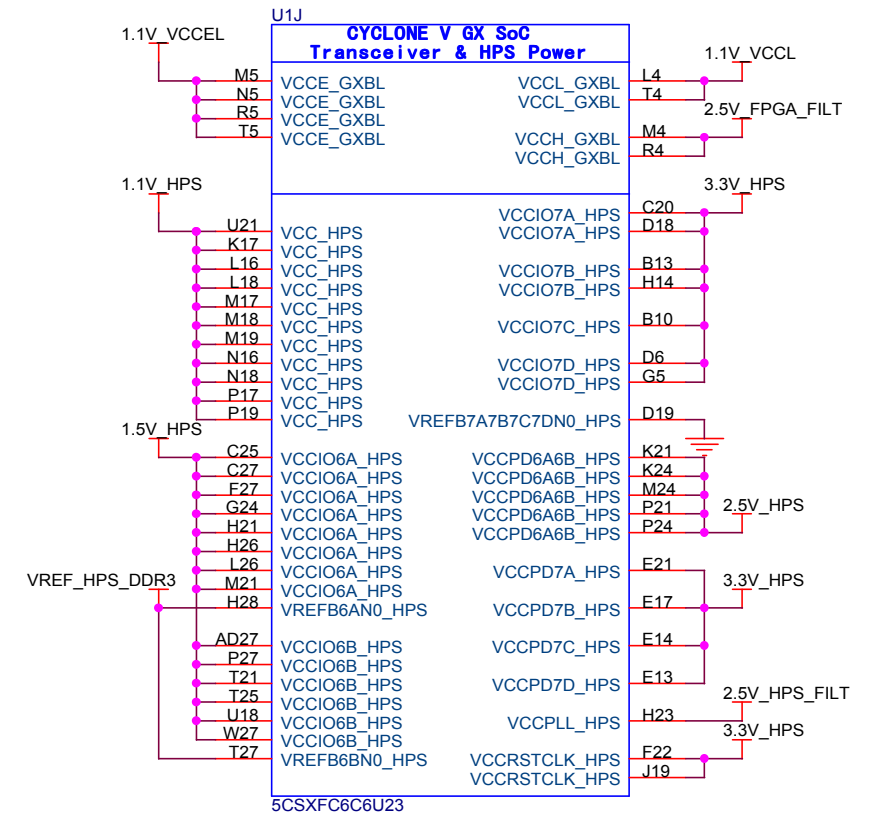 U1J
CYCLONE V GX SoC
Transceiver & HPS Power
1.1V_VCCEL
M5 VCCE_GXBL
N5 VCCE_GXBL
R5 VCCE_GXBL
T5 VCCE_GXBL
1.1V_HPS
U21 VCC_HPS
K17 VCC_HPS
L16 VCC_HPS
L18 VCC_HPS
M17 VCC_HPS
M18 VCC_HPS
M19 VCC_HPS
N16 VCC_HPS
N18 VCC_HPS
P17 VCC_HPS
P19 VCC_HPS
1.5V_HPS
C25 VCCIO6A_HPS
C27 VCCIO6A_HPS
F27 VCCIO6A_HPS
G24 VCCIO6A_HPS
H21 VCCIO6A_HPS
H26 VCCIO6A_HPS
L26 VCCIO6A_HPS
M21 VCCIO6A_HPS
VREF_HPS_DDR3
H28 VREFB6AN0_HPS
AD27 VCCIO6B_HPS
P27 VCCIO6B_HPS
T21 VCCIO6B_HPS
T25 VCCIO6B_HPS
U18 VCCIO6B_HPS
W27 VCCIO6B_HPS
T27 VREFB6BN0_HPS
1.1V_VCCL
VCCL_GXBL L4
VCCL_GXBL T4
2.5V_FPGA_FILT
VCCH_GXBL M4
VCCH_GXBL R4
3.3V_HPS
VCCIO7A_HPS C20
VCCIO7A_HPS D18
VCCIO7B_HPS B13
VCCIO7B_HPS H14
VCCIO7C_HPS B10
VCCIO7D_HPS D6
VCCIO7D_HPS G5
VREFB7A7B7C7DN0_HPS D19
VCCPD6A6B_HPS K21
VCCPD6A6B_HPS K24
VCCPD6A6B_HPS M24
VCCPD6A6B_HPS P21
VCCPD6A6B_HPS P24
2.5V_HPS
VCCPD7A_HPS E21
VCCPD7B_HPS E17
3.3V_HPS
VCCPD7C_HPS E14
VCCPD7D_HPS E13
2.5V_HPS_FILT
VCCPLL_HPS H23
3.3V_HPS
VCCRSTCLK_HPS F22
VCCRSTCLK_HPS J19
5CSXFC6C6U23